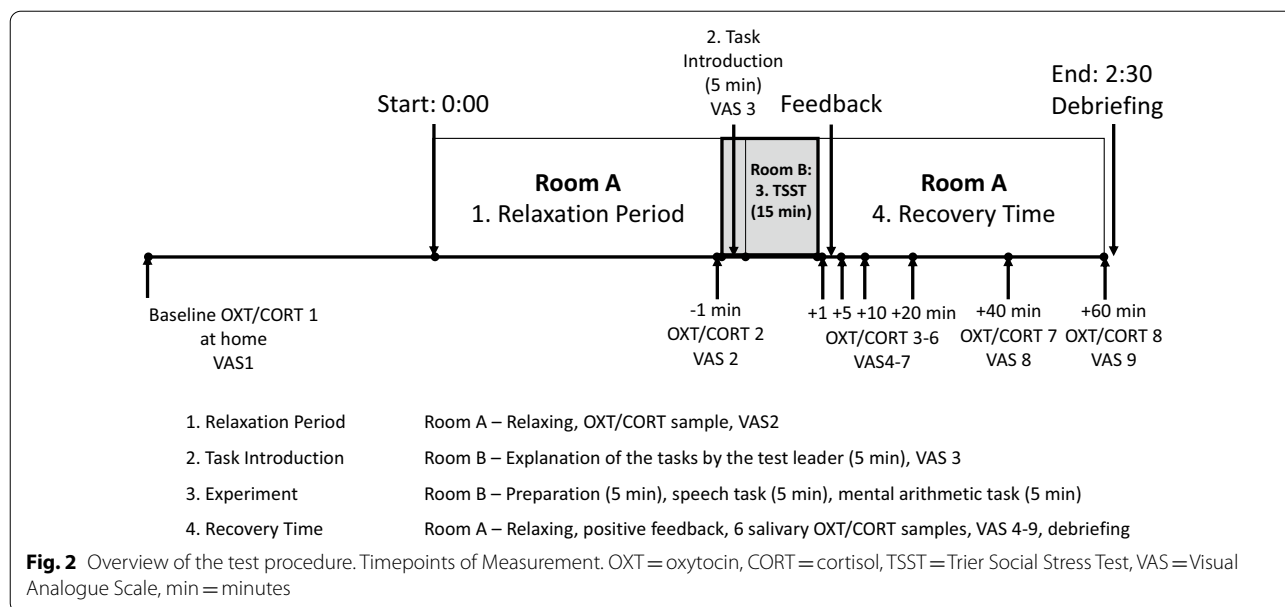 2. Task
Introduction
(5 min)
VAS 3
Start: 0:00
Feedback
End: 2:30
Debriefing
Room A
1. Relaxation Period
Room B:
3. TSST
(15 min)
Room A
4. Recovery Time
Baseline OXT/CORT 1
at home
VAS1
-1 min
OXT/CORT 2
VAS 2
+1 +5 +10 +20 min
OXT/CORT 3-6
VAS4-7
+40 min
OXT/CORT 7
VAS 8
+60 min
OXT/CORT 8
VAS 9
1. Relaxation Period Room A – Relaxing, OXT/CORT sample, VAS2
2. Task Introduction Room B – Explanation of the tasks by the test leader (5 min), VAS 3
3. Experiment Room B – Preparation (5 min), speech task (5 min), mental arithmetic task (5 min)
4. Recovery Time Room A – Relaxing, positive feedback, 6 salivary OXT/CORT samples, VAS 4-9, debriefing
Fig. 2 Overview of the test procedure. Timepoints of Measurement. OXT = oxytocin, CORT = cortisol, TSST = Trier Social Stress Test, VAS = Visual
Analogue Scale, min = minutes